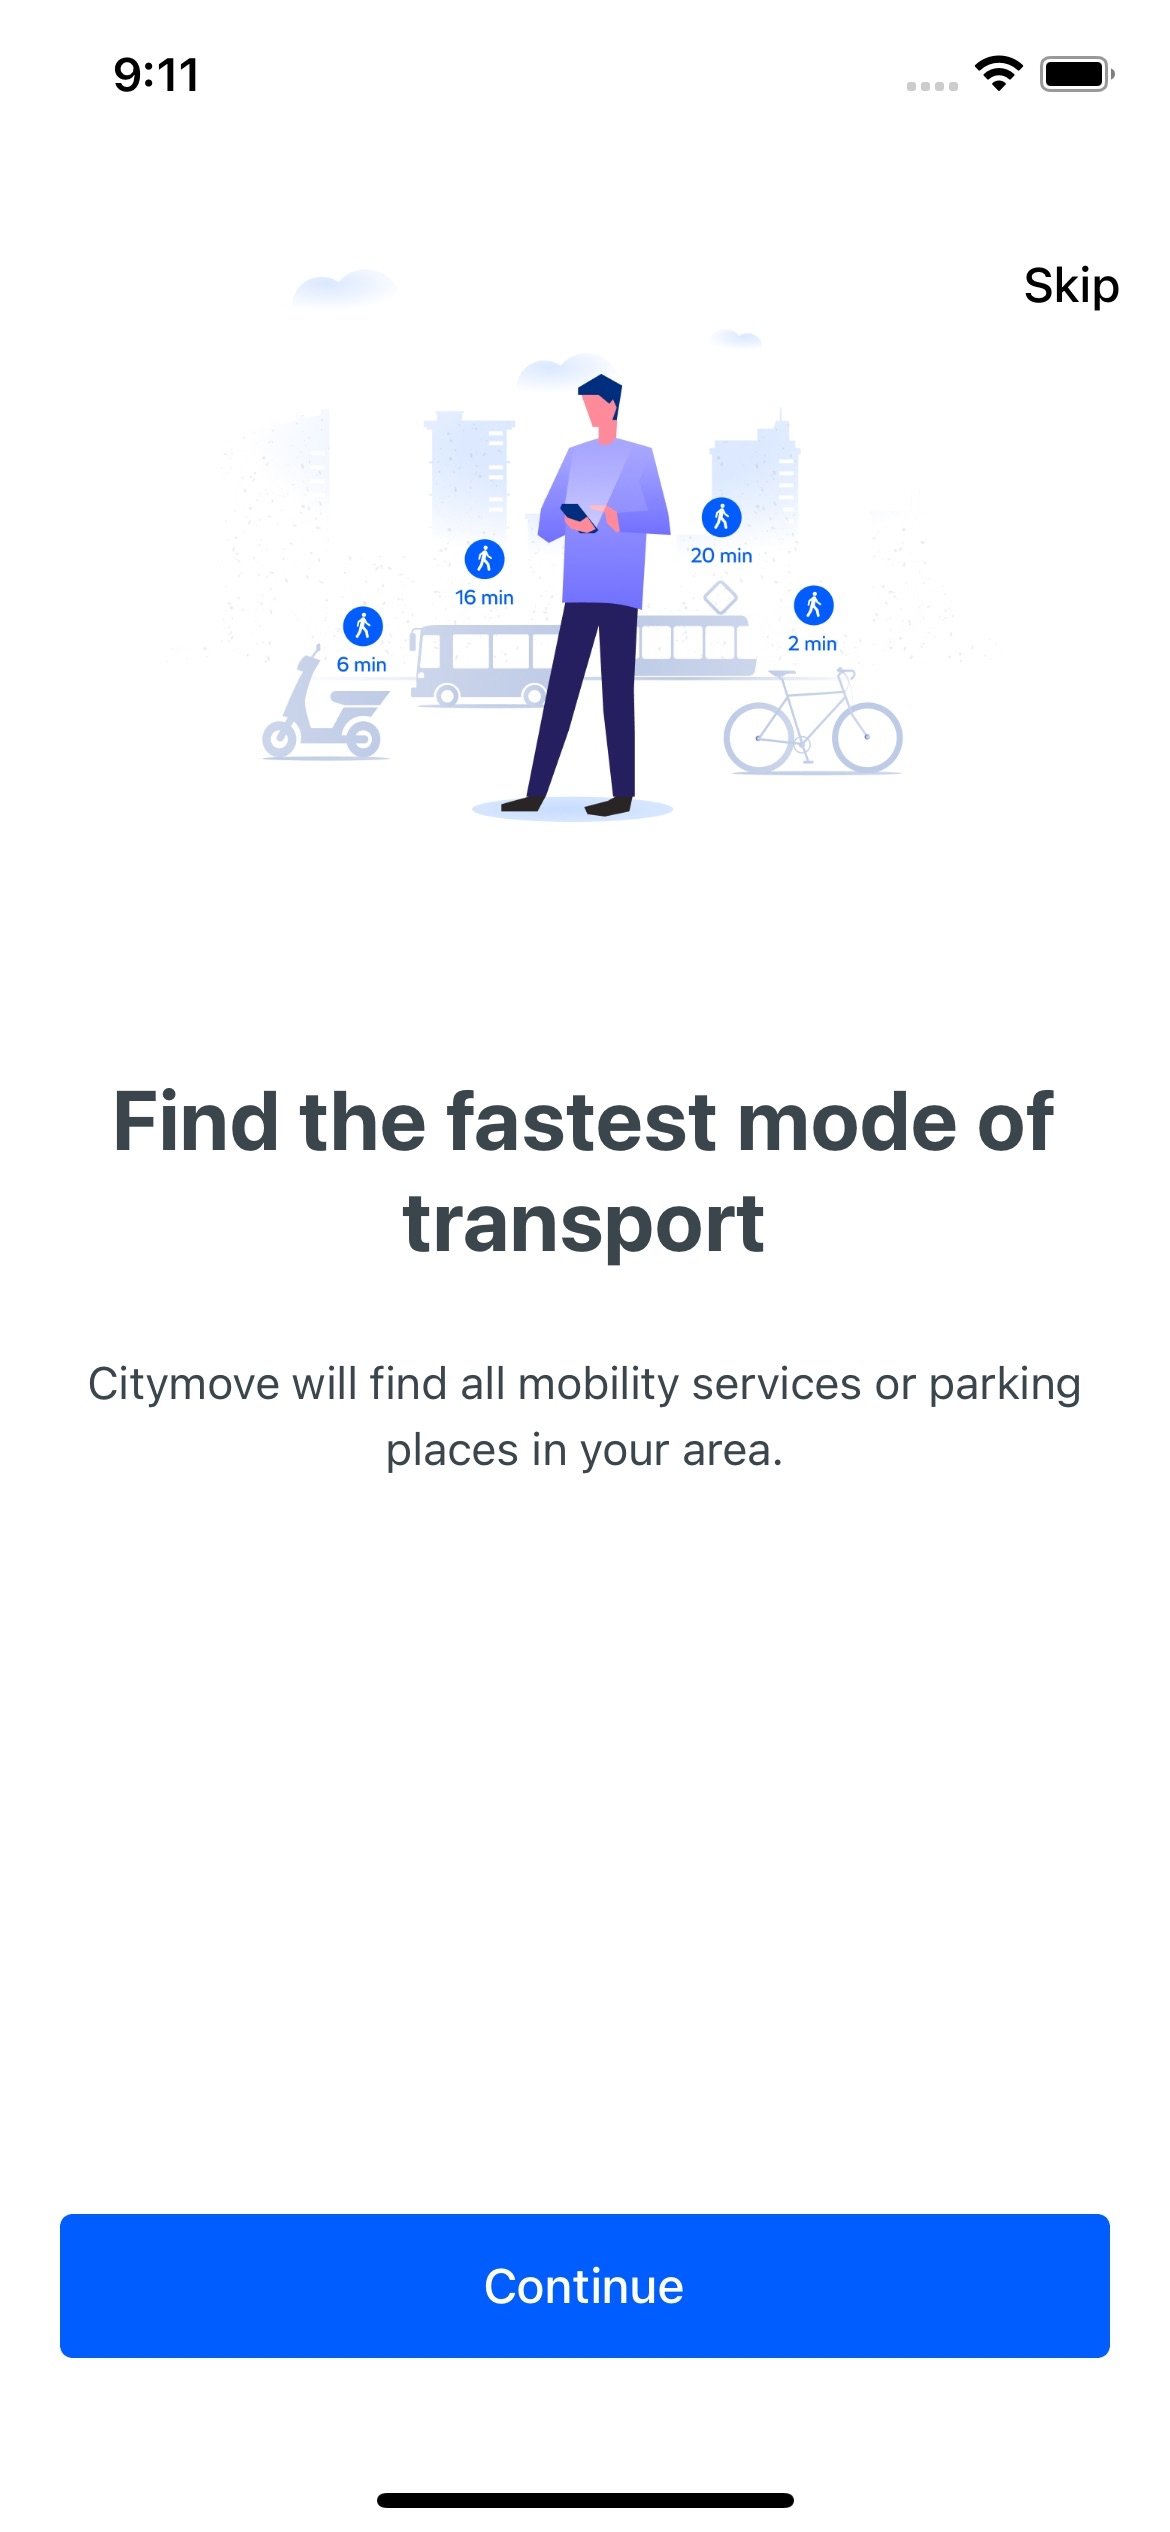 9:11
Skip
20 min
16 min
2 min
6 min
Find the fastest mode of
transport
Citymove will find all mobility services or parking
places in your area.
Continue